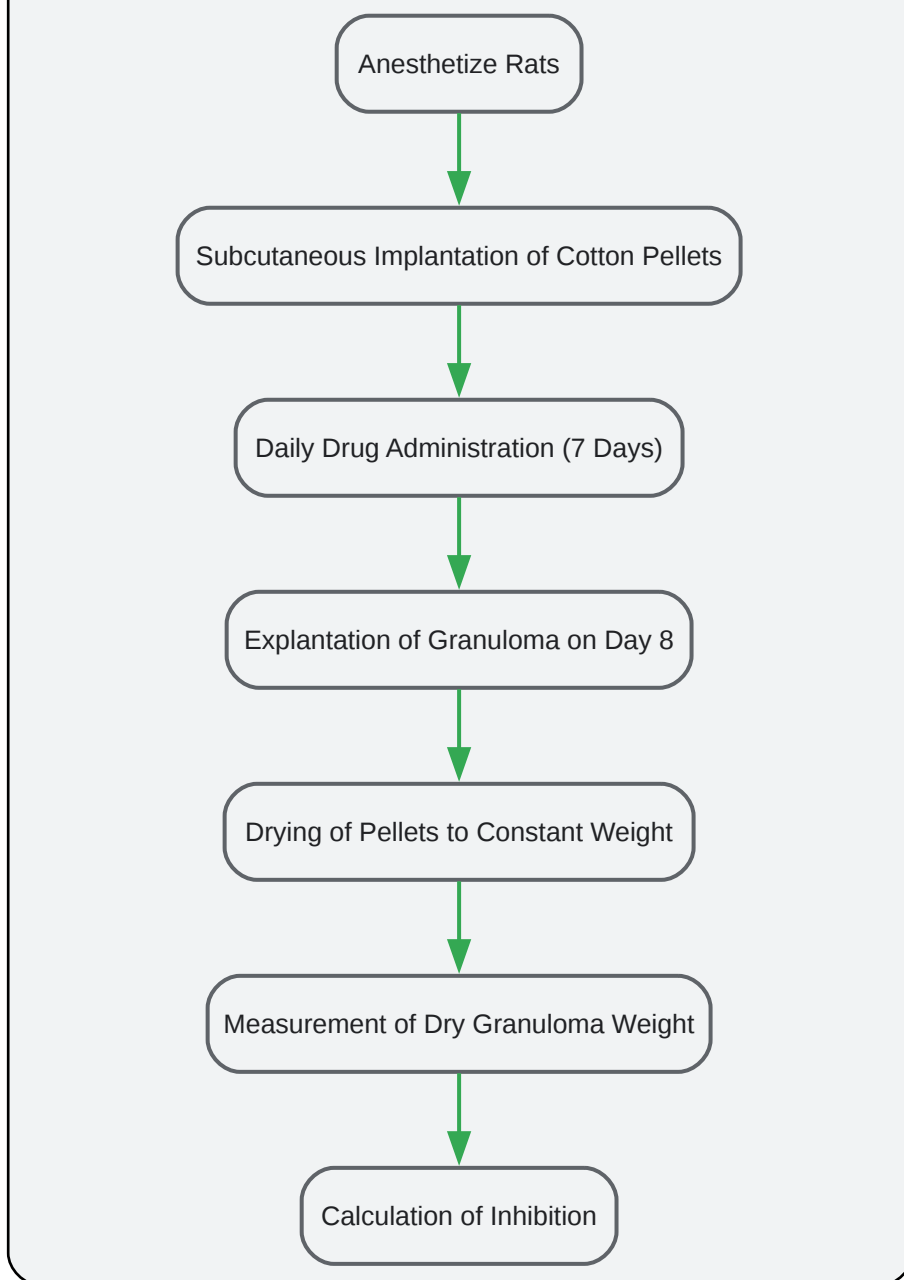 Anesthetize Rats
Subcutaneous Implantation of Cotton Pellets
Daily Drug Administration (7 Days)
Explantation of Granuloma on Day 8
Drying of Pellets to Constant Weight
Measurement of Dry Granuloma Weight
Calculation of Inhibition